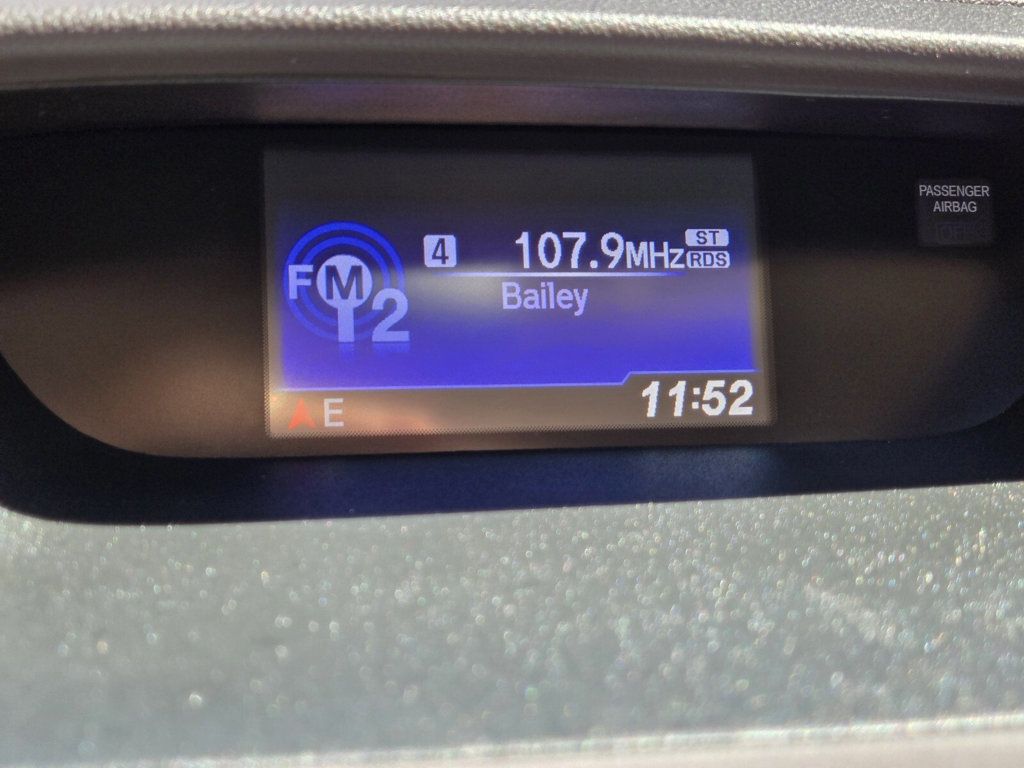 PASSENGER
AIRBAG
FM2
4 107.9MHz ST
RDS
Bailey
E 11:52